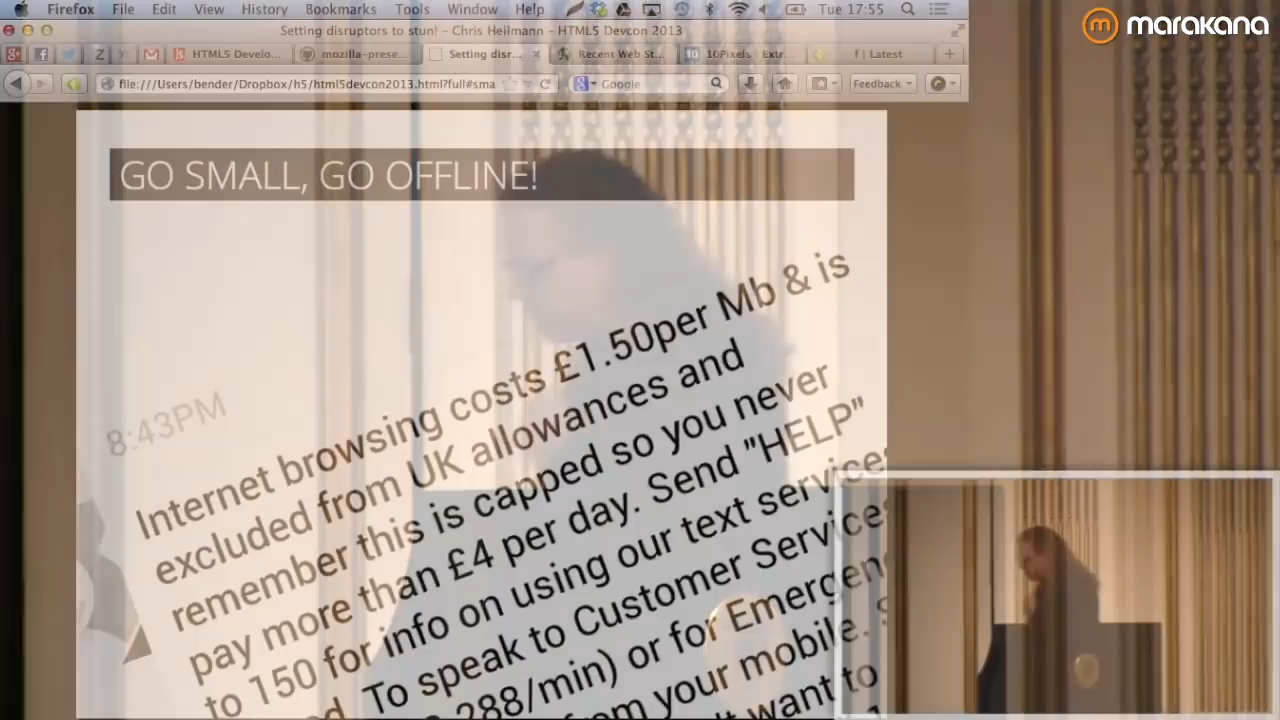 Firefox File Edit View History Bookmarks Tools Window Help Tue 17:55
marakana
Setting disruptors to stun! - Chris Heilmann - HTML5 Devcon 2013
HTML5 Develo... mozilla-prese... Setting disr... Recent Web St... 10Pixels | Extr... f | Latest
file:///Users/bender/Dropbox/h5/html5devcon2013.html?full#sma Google Feedback
GO SMALL, GO OFFLINE!
8:43PM
Internet browsing costs £1.50per Mb & is
excluded from UK allowances and
remember this is capped so you never
pay more than £4 per day. Send "HELP"
to 150 for info on using our text service
To speak to Customer Service
288/min) or for Emergen
from your mobile.
want to